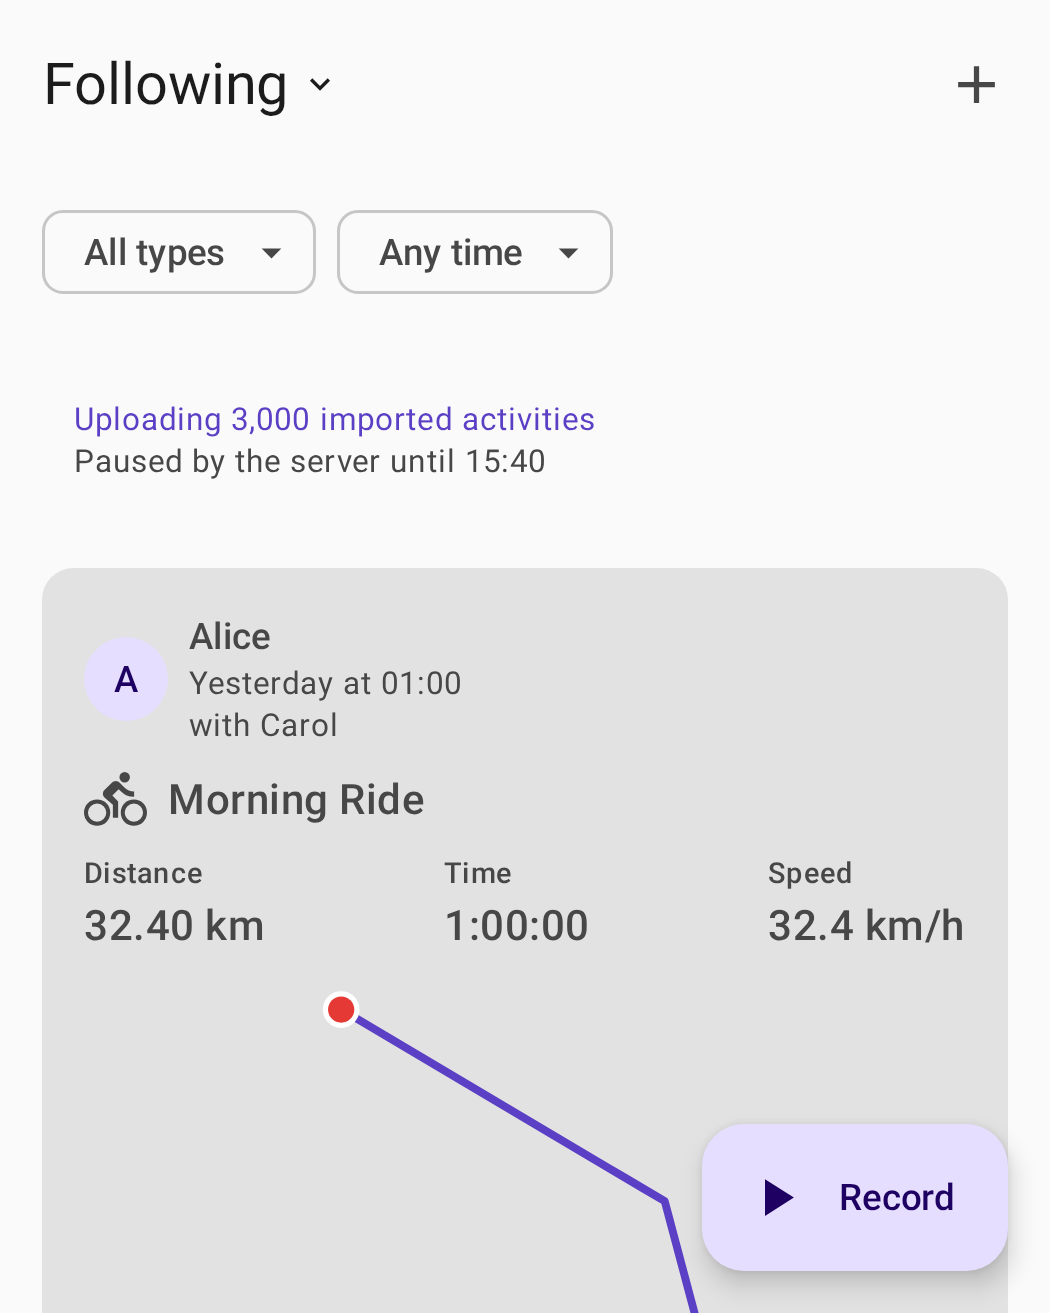 Following
All types
Any time
Uploading 3,000 imported activities
Paused by the server until 15:40
A
Alice
Yesterday at 01:00
with Carol
Morning Ride
Distance
Time
Speed
32.40 km
1:00:00
32.4 km/h
Record